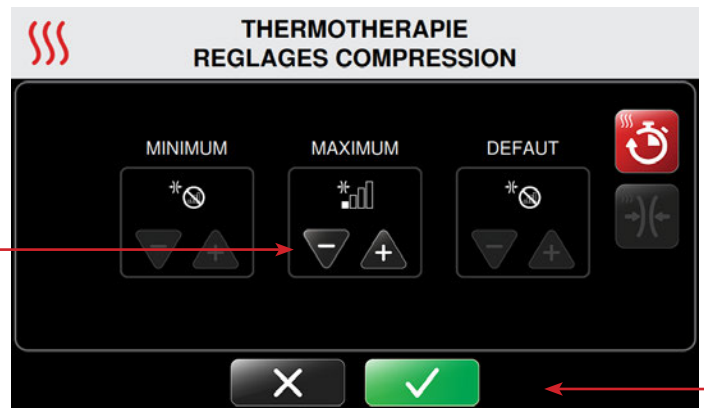 THERMOTHERAPIE
REGLAGES COMPRESSION
MINIMUM
MAXIMUM
DEFAUT